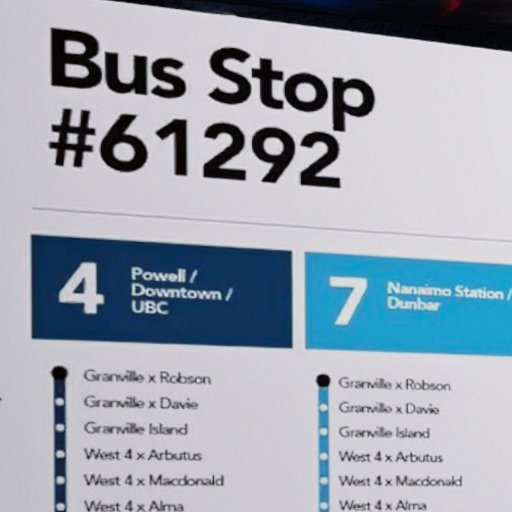 Bus Stop
#61292
4
Powell /
Downtown /
UBC
7
Nanaimo Station /
Dunbar
Granville x Robson
Granville x Davie
Granville Island
West 4 x Arbutus
West 4 x Macdonald
West 4 x Alma
Granville x Robson
Granville x Davie
Granville Island
West 4 x Arbutus
West 4 x Macdonald
West 4 x Alma